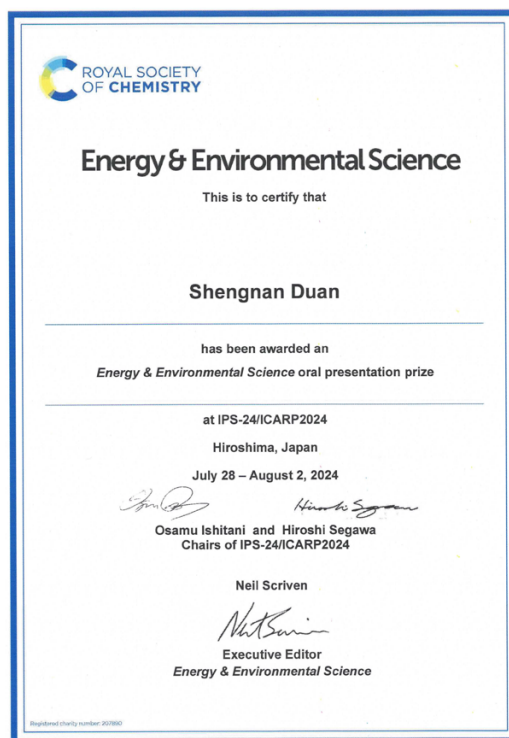 ROYAL SOCIETY
OF CHEMISTRY
Energy & Environmental Science
This is to certify that
Shengnan Duan
has been awarded an
Energy & Environmental Science oral presentation prize
at IPS-24/ICARP2024
Hiroshima, Japan
July 28 – August 2, 2024
Osamu Ishitani and Hiroshi Segawa
Chairs of IPS-24/ICARP2024
Neil Scriven
Executive Editor
Energy & Environmental Science
Registered charity number: 207890